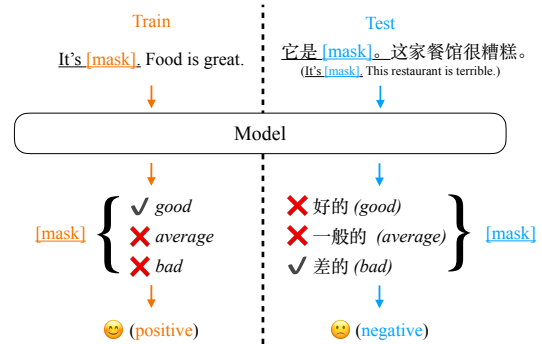 Train
Test
It's [mask]. Food is great.
它是 [mask]。这家餐馆很糟糕。
(It's [mask]. This restaurant is terrible.)
Model
[mask]
good
average
bad
好的 (good)
一般的 (average)
差的 (bad)
[mask]
(positive)
(negative)